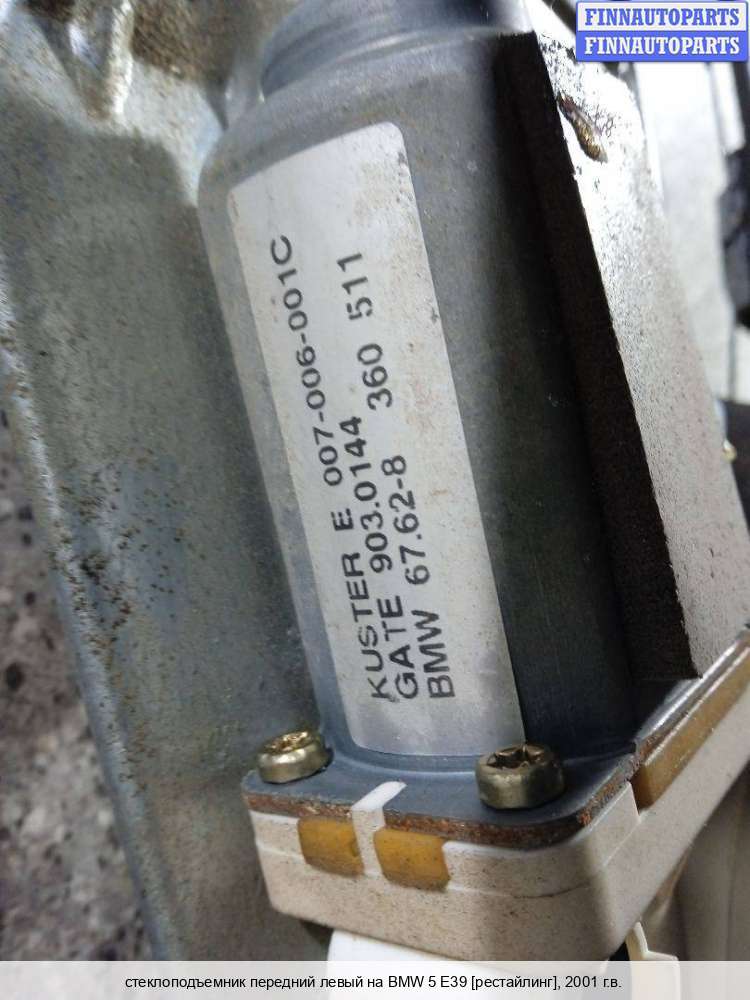 FINNAUTOPARTS
FINNAUTOPARTS
KUSTER E 007-006-001C
GATE 903.0144
BMW 67.62-8 360 511
стеклоподъемник передний левый на BMW 5 E39 [рестайлинг], 2001 г.в.